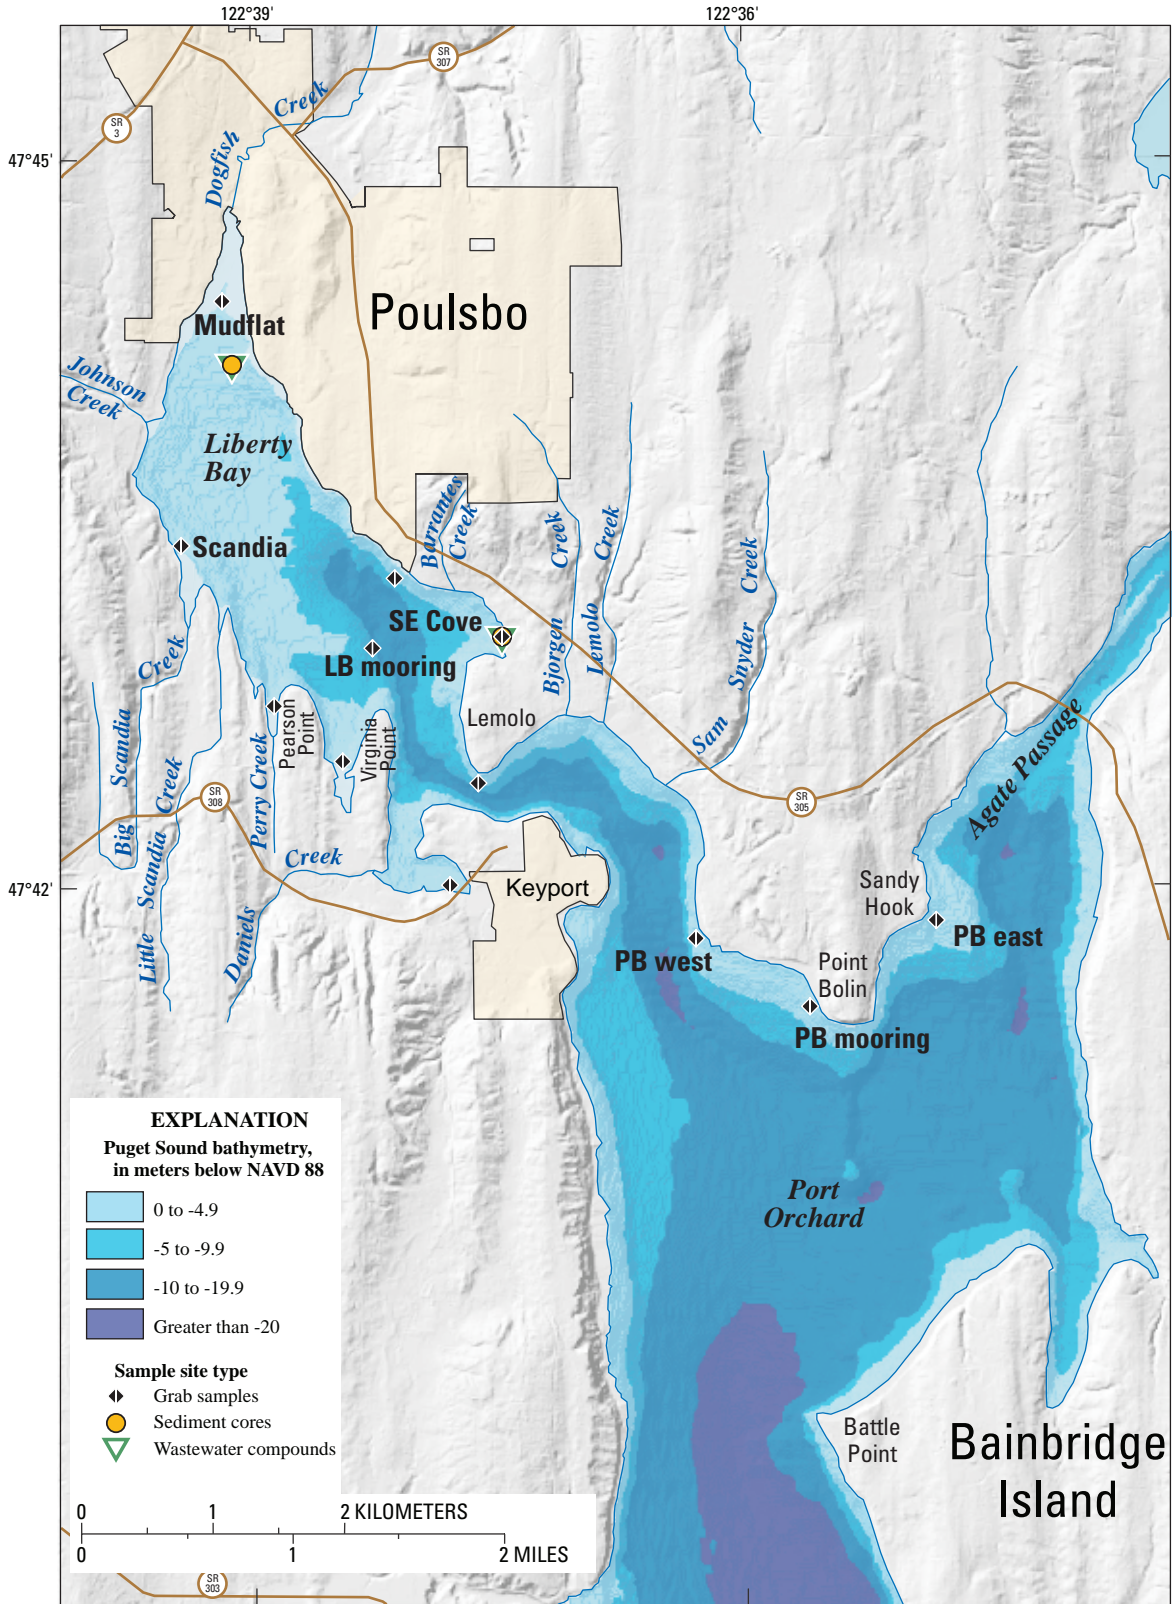 122°39'
122°36'
SR
307
SR
3
Dogfish
Creek
47°45'
Poulsbo
Mudflat
Johnson
Creek
Liberty
Bay
Barrantes
Creek
Bjorgen
Creek
Lemolo
Creek
Scandia
SE Cove
LB mooring
Sam
Snyder
Creek
Big
Scandia
Creek
Pearson
Point
Virginia
Point
Lemolo
Agate Passage
SR
308
SR
305
Little
Scandia
Creek
Perry Creek
Daniels
Creek
47°42'
Keyport
Sandy
Hook
PB east
PB west
Point
Bolin
PB mooring
EXPLANATION
Puget Sound bathymetry,
in meters below NAVD 88
0 to -4.9
-5 to -9.9
-10 to -19.9
Greater than -20
Sample site type
Grab samples
Sediment cores
Wastewater compounds
Port
Orchard
Battle
Point
Bainbridge
Island
0 1 2 KILOMETERS
0 1 2 MILES
SR
303